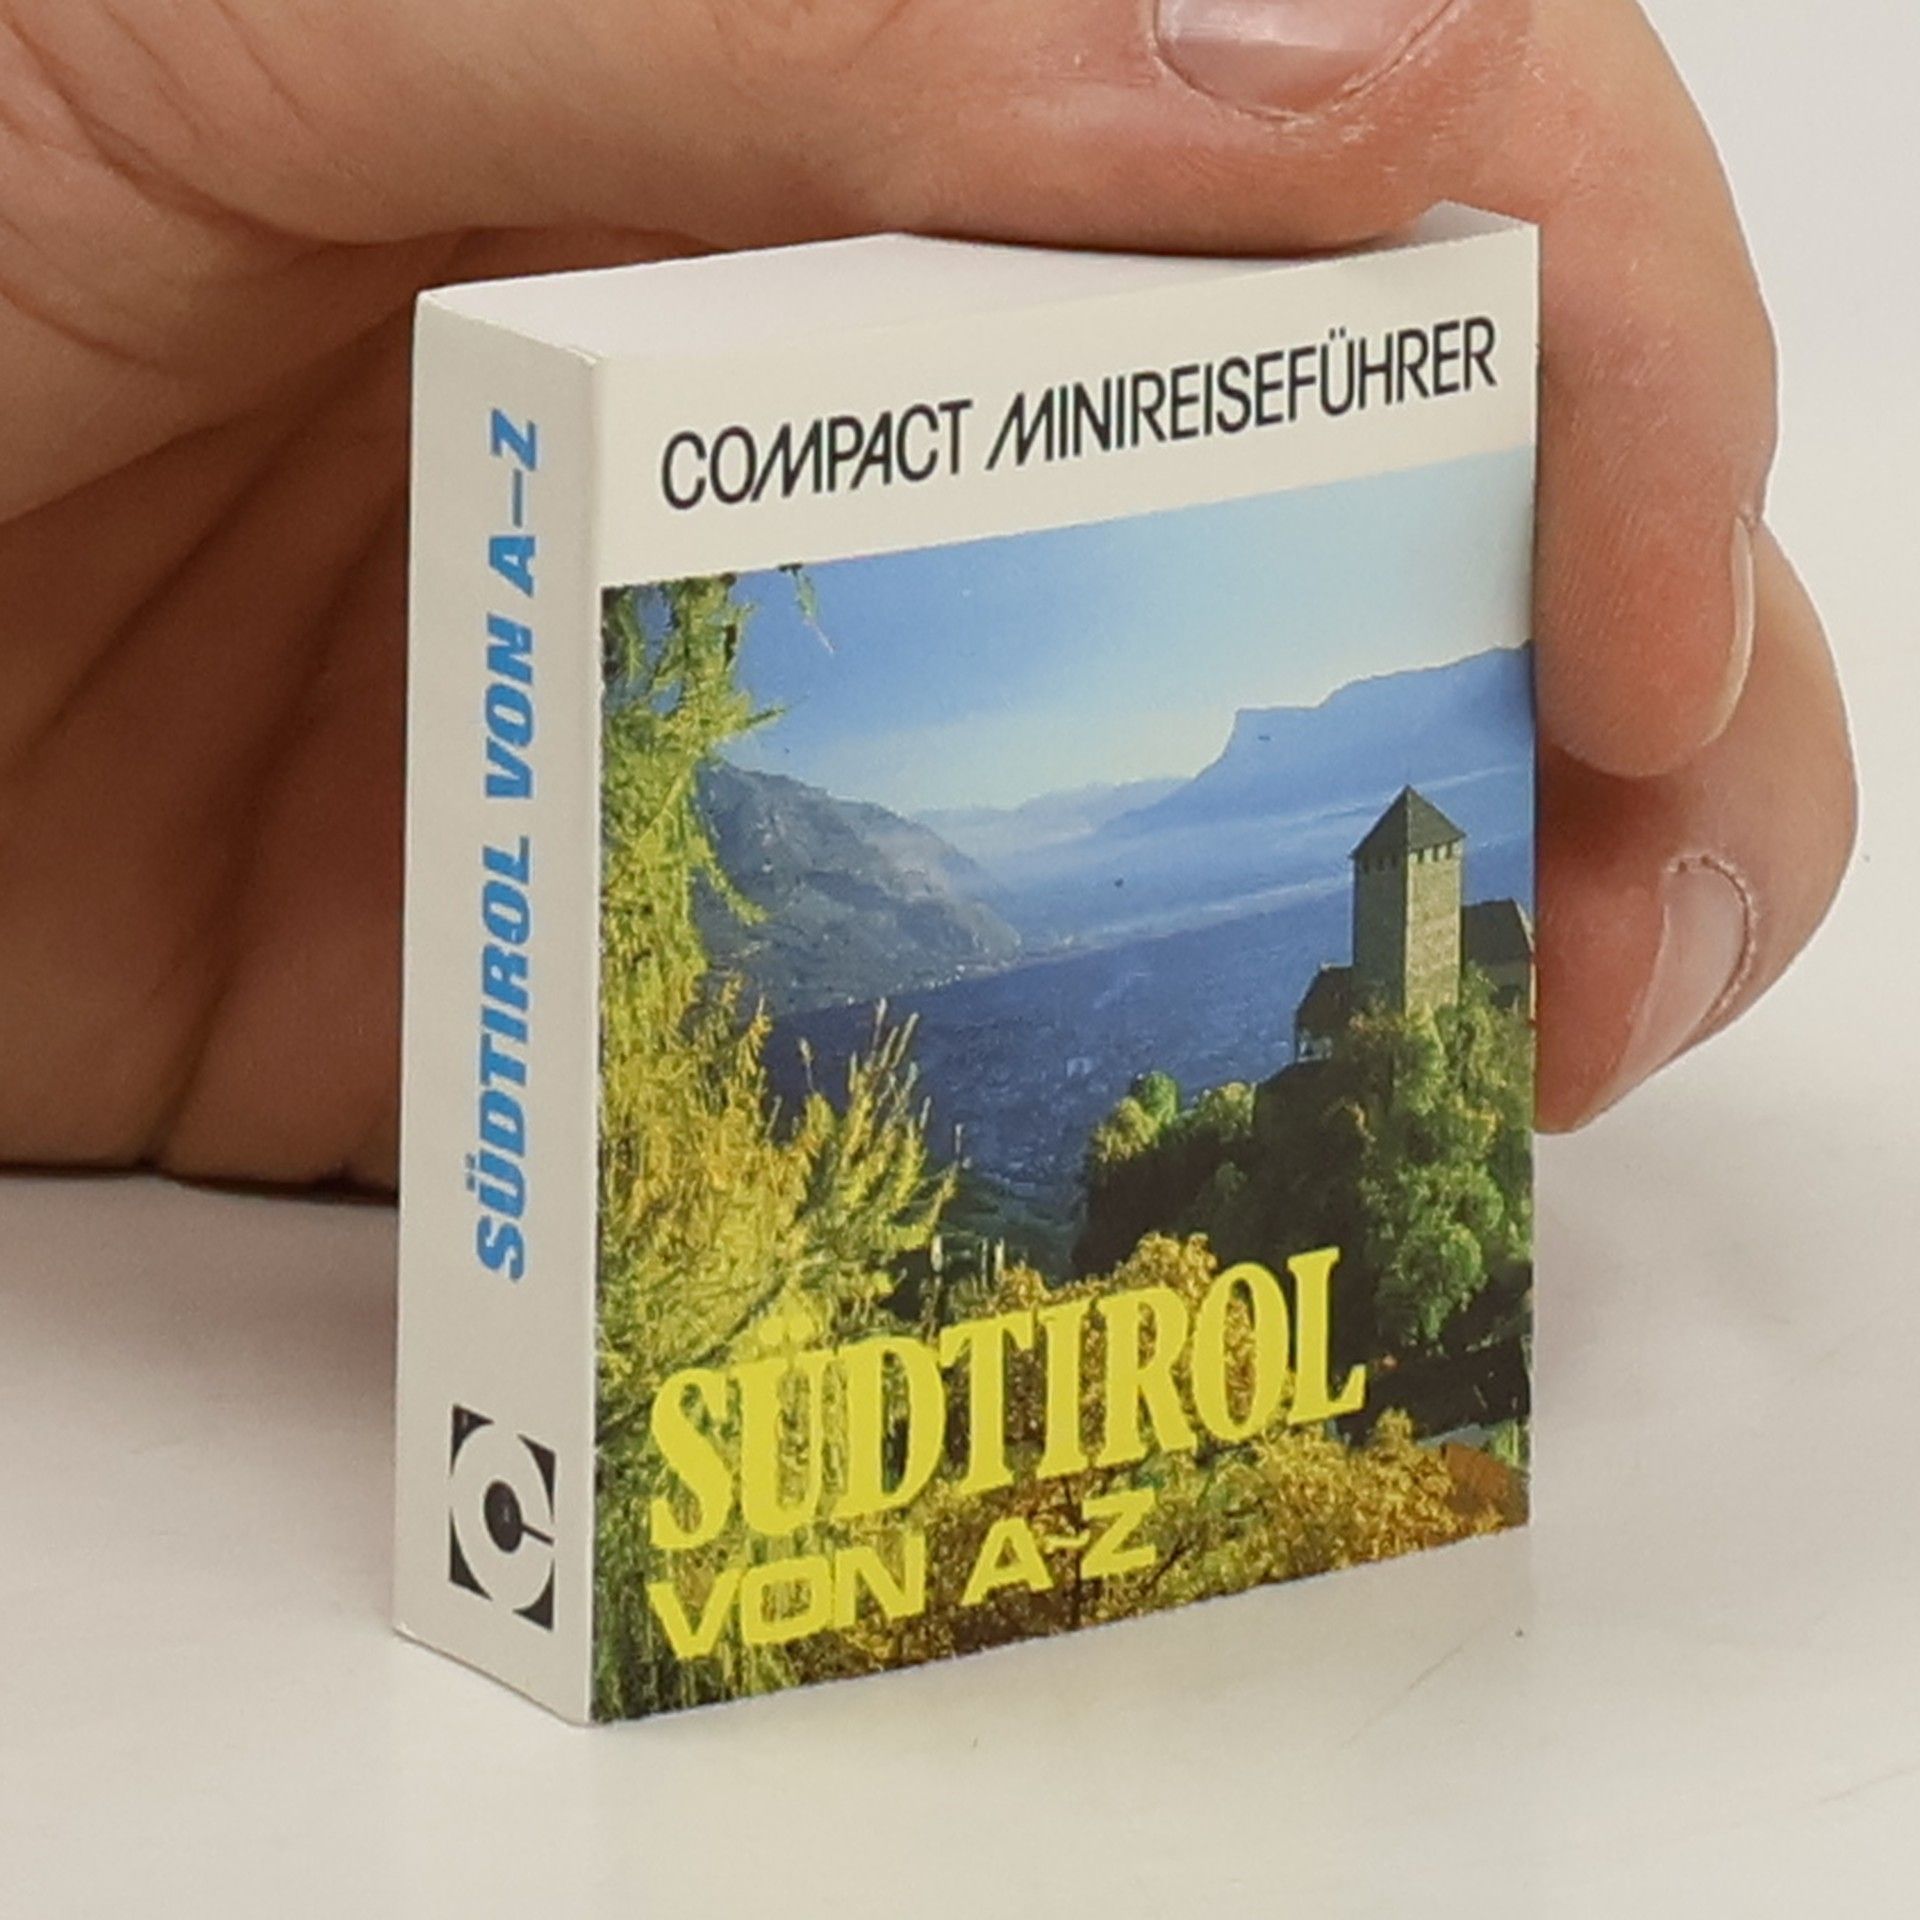 SÜDTIROL VON A–Z
COMPACT MINIREISEFÜHRER
SÜDTIROL
VON A–Z